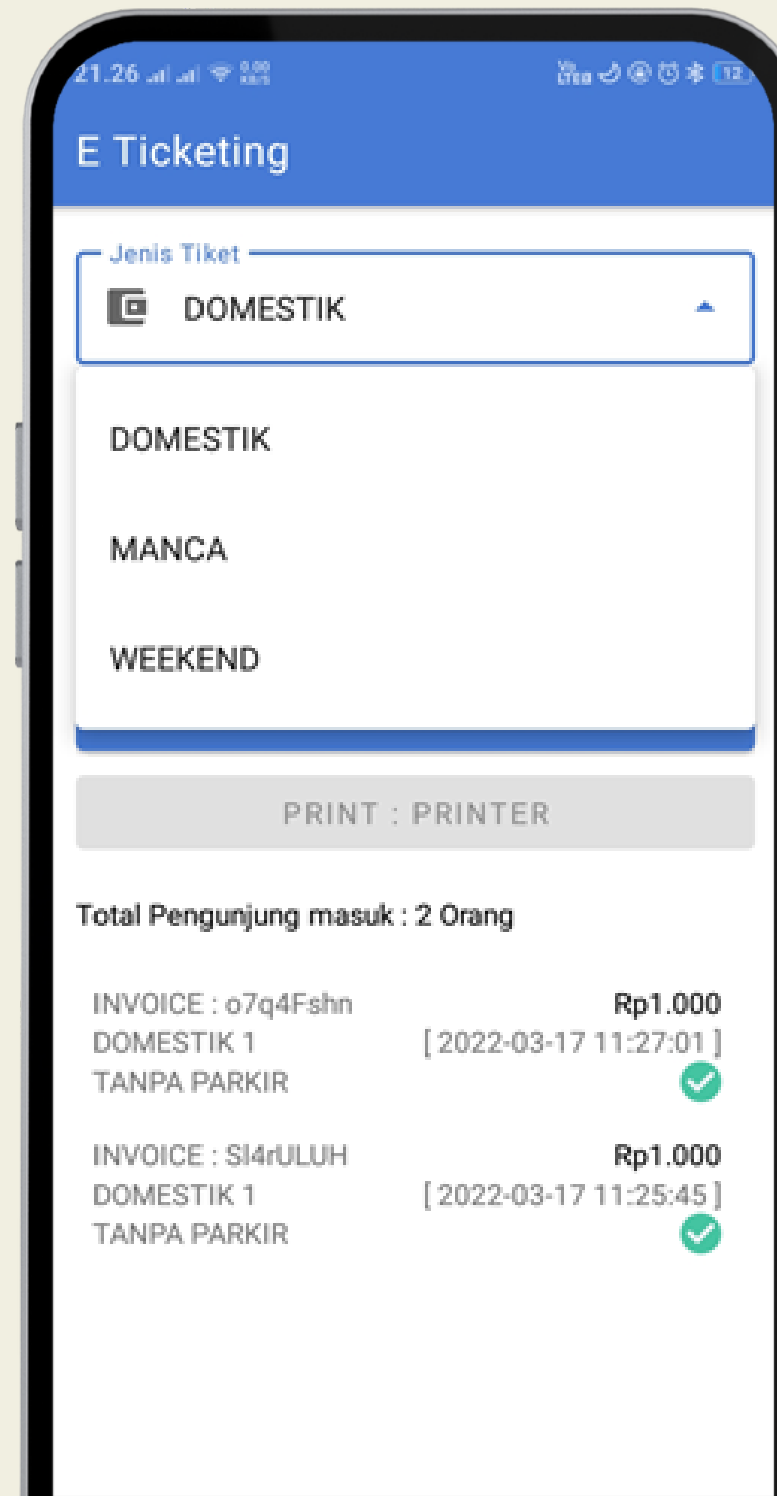 21.26
E Ticketing
Jenis Tiket
DOMESTIK
DOMESTIK
MANCA
WEEKEND
PRINT : PRINTER
Total Pengunjung masuk : 2 Orang
INVOICE : o7q4Fshn Rp1.000
DOMESTIK 1 [ 2022-03-17 11:27:01 ]
TANPA PARKIR
INVOICE : Sl4rULUH Rp1.000
DOMESTIK 1 [ 2022-03-17 11:25:45 ]
TANPA PARKIR